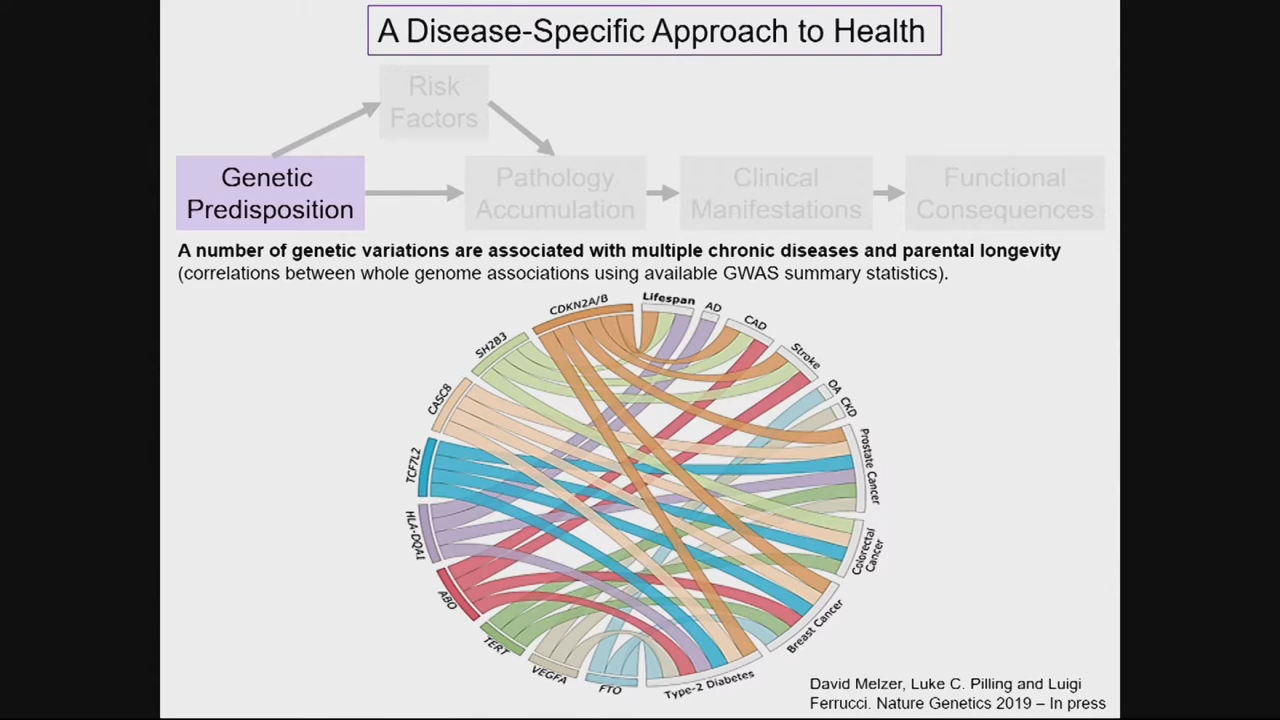 A Disease-Specific Approach to Health
Risk
Factors
Genetic
Predisposition
Pathology
Accumulation
Clinical
Manifestations
Functional
Consequences
A number of genetic variations are associated with multiple chronic diseases and parental longevity
(correlations between whole genome associations using available GWAS summary statistics).
CDKN2A/B
Lifespan
AD
CAD
Stroke
OA
CKD
Prostate Cancer
Colorectal
Cancer
Breast Cancer
Type-2 Diabetes
FTO
VEGFA
TERT
ABO
HLA-DQA1
TCF7L2
CASC8
SH2B3
David Melzer, Luke C. Pilling and Luigi
Ferrucci. Nature Genetics 2019 – In press